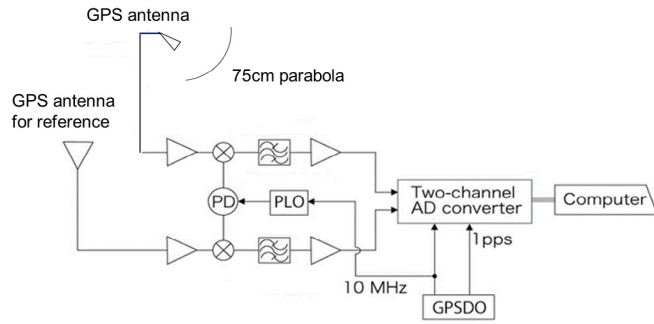 GPS antenna
75cm parabola
GPS antenna
for reference
PD
PLO
Two-channel
AD converter
Computer
1pps
10 MHz
GPSDO